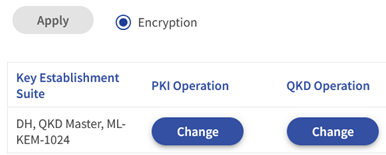 Apply
Encryption
Key Establishment
Suite
PKI Operation
QKD Operation
DH, QKD Master, ML-
KEM-1024
Change
Change